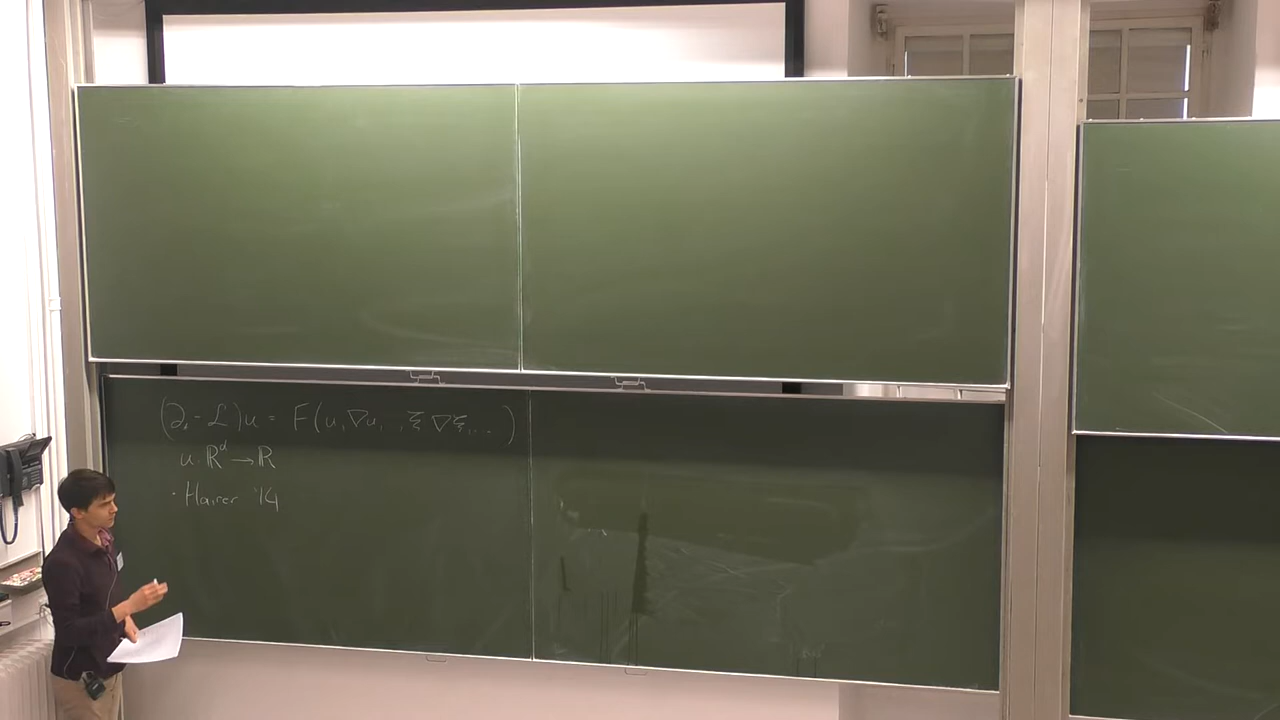 (∂ₜ - ℒ)u = F(u, ∇u, .., ξ, ∇ξ, ...)
u: ℝᵈ → ℝ
· Hairer '14